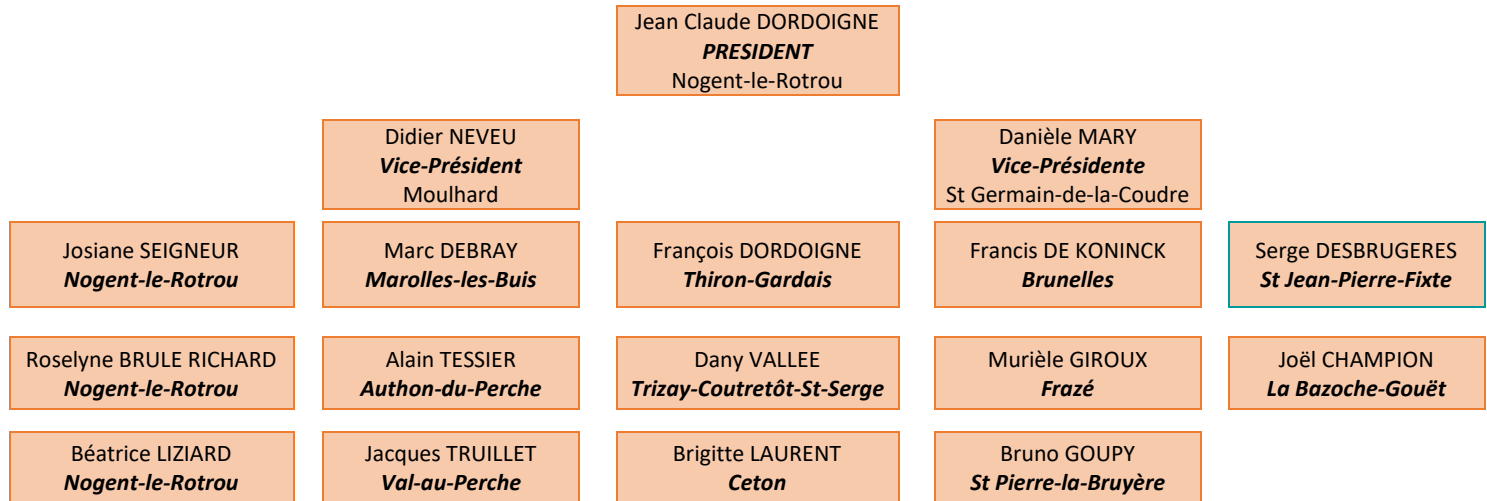 Jean Claude DORDOIGNE
PRESIDENT
Nogent-le-Rotrou
Didier NEVEU
Vice-Président
Moulhard
Danièle MARY
Vice-Présidente
St Germain-de-la-Coudre
Josiane SEIGNEUR
Nogent-le-Rotrou
Marc DEBRAY
Marolles-les-Buis
François DORDOIGNE
Thiron-Gardais
Francis DE KONINCK
Brunelles
Serge DESBRUGERES
St Jean-Pierre-Fixte
Roselyne BRULE RICHARD
Nogent-le-Rotrou
Alain TESSIER
Authon-du-Perche
Dany VALLEE
Trizay-Coutretôt-St-Serge
Murièle GIROUX
Frazé
Joël CHAMPION
La Bazoche-Gouët
Béatrice LIZIARD
Nogent-le-Rotrou
Jacques TRUILLET
Val-au-Perche
Brigitte LAURENT
Ceton
Bruno GOUPY
St Pierre-la-Bruyère